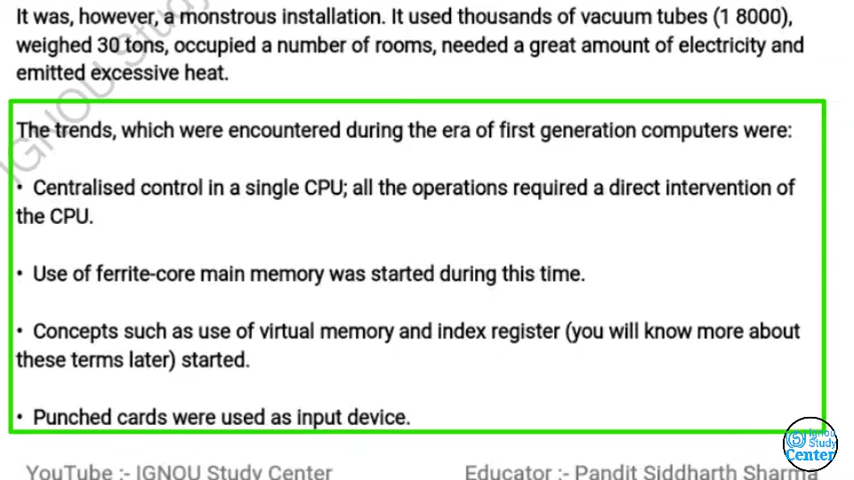 It was, however, a monstrous installation. It used thousands of vacuum tubes (1 8000),
weighed 30 tons, occupied a number of rooms, needed a great amount of electricity and
emitted excessive heat.
The trends, which were encountered during the era of first generation computers were:
• Centralised control in a single CPU; all the operations required a direct intervention of
the CPU.
• Use of ferrite-core main memory was started during this time.
• Concepts such as use of virtual memory and index register (you will know more about
these terms later) started.
• Punched cards were used as input device.
IGNOU Study
Ignou
Study
Center
YouTube :- IGNOU Study Center
Educator :- Pandit Siddharth Sharma